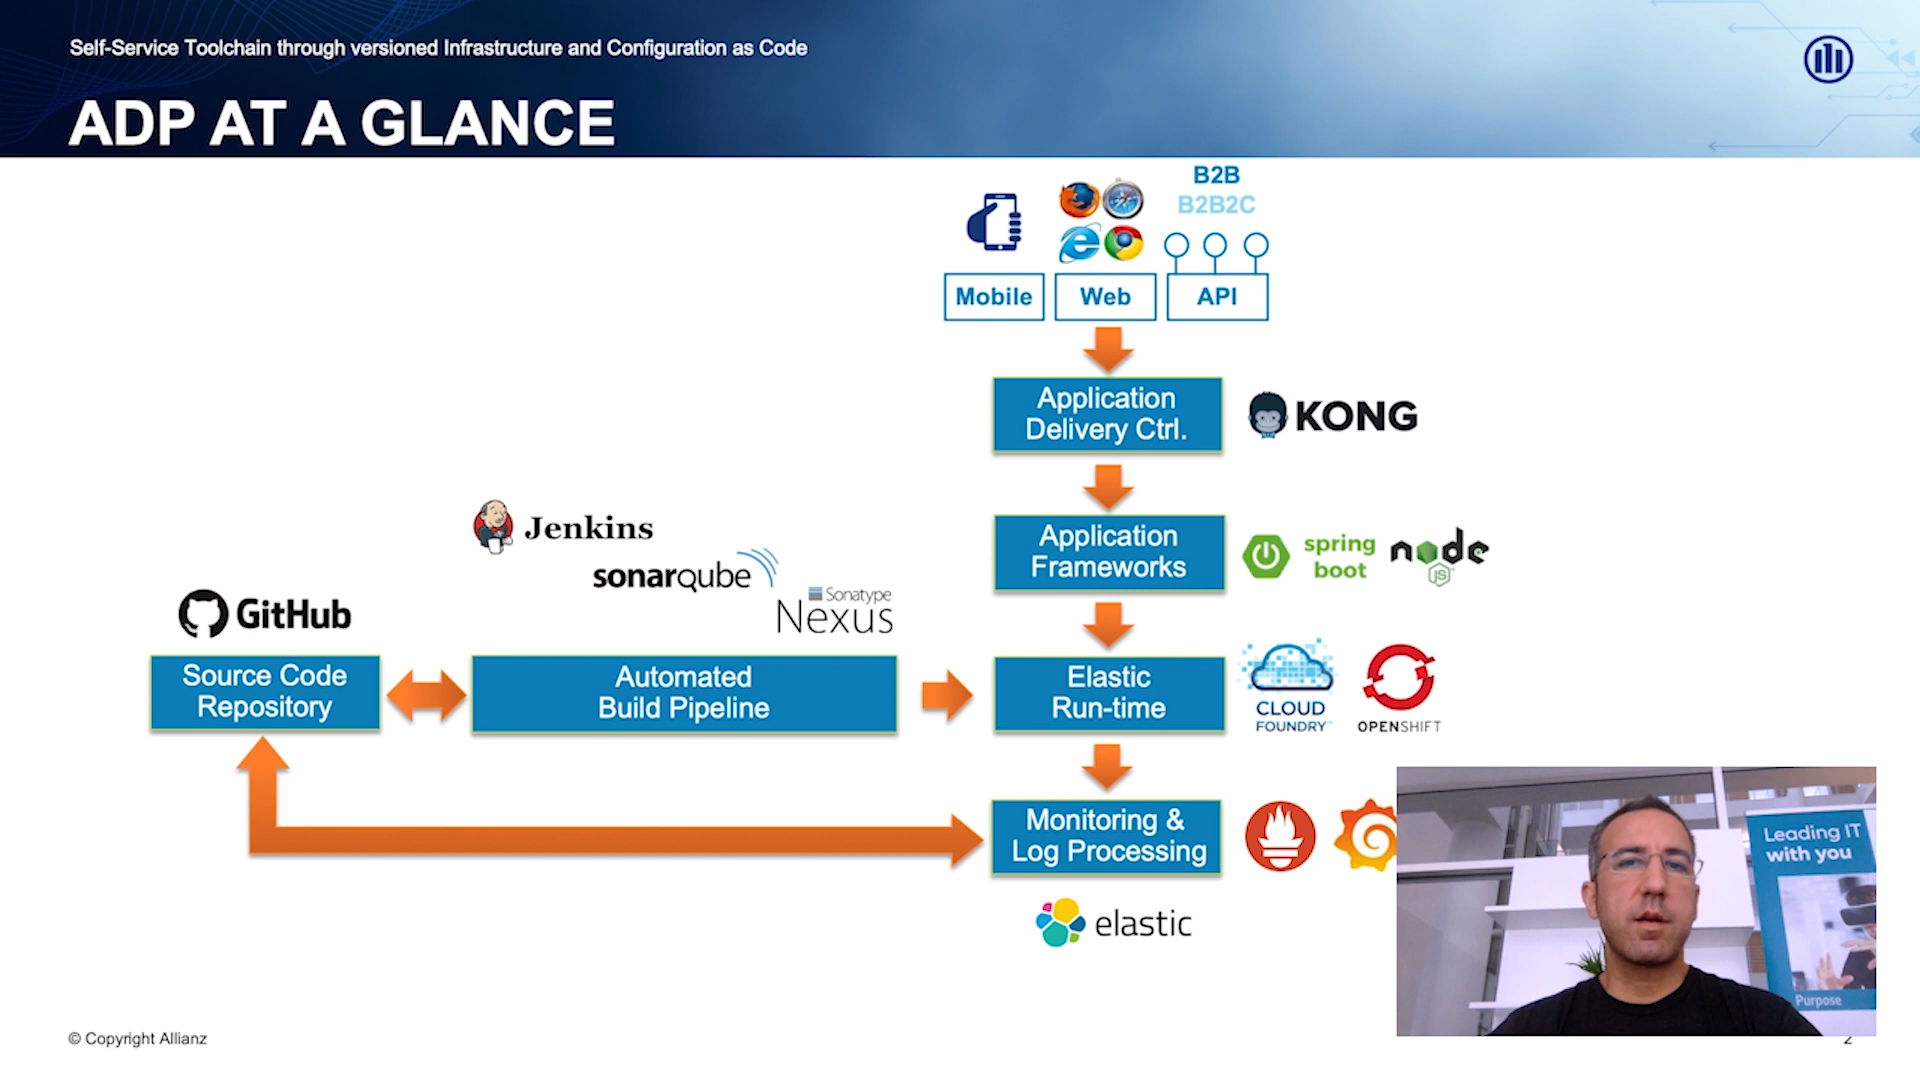 Self-Service Toolchain through versioned Infrastructure and Configuration as Code
ADP AT A GLANCE
B2B
B2B2C
Mobile
Web
API
Application
Delivery Ctrl.
KONG
Application
Frameworks
spring
boot
node
JS
Jenkins
sonarqube
Sonatype
Nexus
GitHub
Source Code
Repository
Automated
Build Pipeline
Elastic
Run-time
CLOUD
FOUNDRY™
OPENSHIFT
Monitoring &
Log Processing
elastic
Leading IT
with you
Purpose
© Copyright Allianz
2